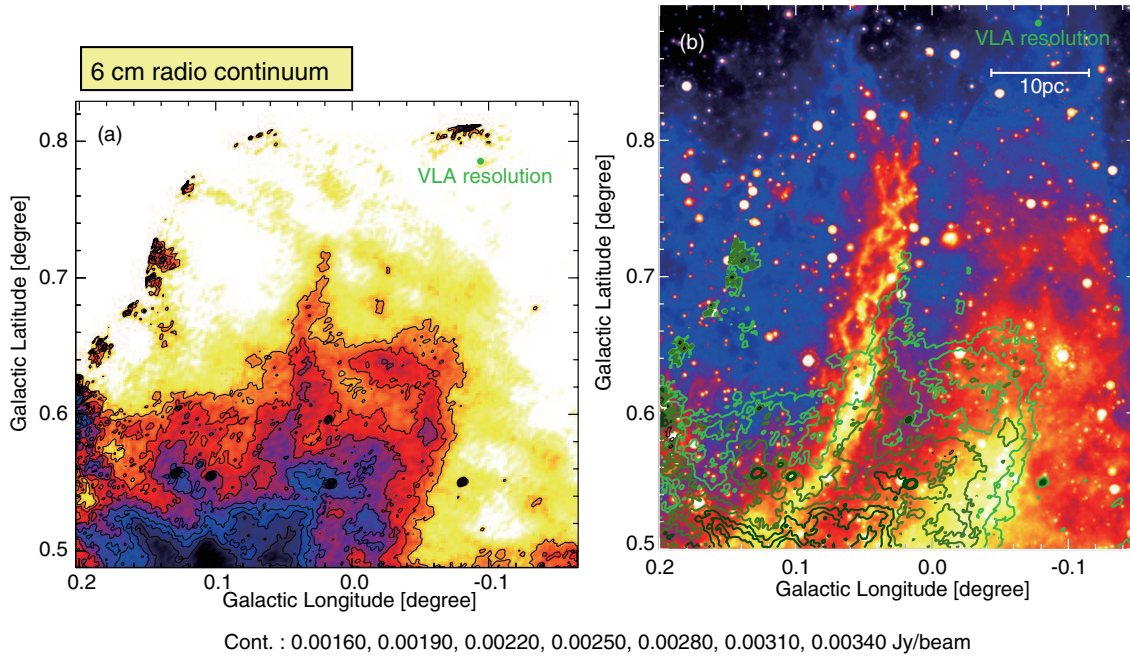 6 cm radio continuum
(a)
VLA resolution
0.8
0.7
0.6
0.5
Galactic Latitude [degree]
0.2
0.1
0.0
-0.1
Galactic Longitude [degree]
(b)
VLA resolution
10pc
0.8
0.7
0.6
0.5
Galactic Latitude [degree]
0.2
0.1
0.0
-0.1
Galactic Longitude [degree]
Cont. : 0.00160, 0.00190, 0.00220, 0.00250, 0.00280, 0.00310, 0.00340 Jy/beam